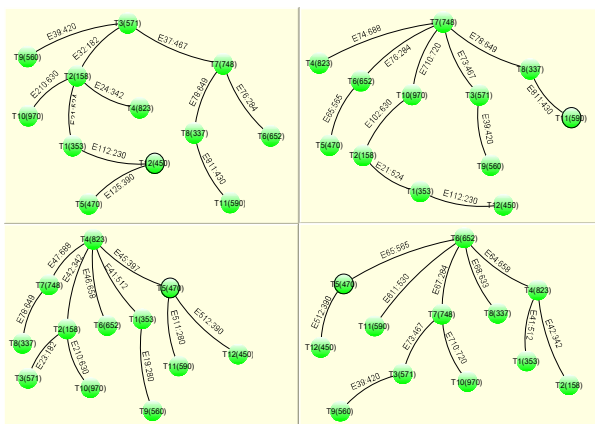 T3(571)
E39:420
E32:182
E37:467
T9(560)
T7(748)
T2(158)
E210:630
E24:342
E78:649
E76:284
T10(970)
T4(823)
T8(337)
T6(652)
T1(353)
E112:230
T12(450)
E811:430
E125:390
T5(470)
T11(590)
T7(748)
E74:688
E76:284
E710:720
E73:467
E78:649
T4(823)
T8(337)
T6(652)
T10(970)
T3(571)
E65:565
E811:430
E102:630
E39:420
T11(590)
T5(470)
T2(158)
T9(560)
E21:524
T1(353)
E112:230
T12(450)
T4(823)
E47:688
E42:342
E46:658
E41:512
E45:397
T7(748)
T5(470)
E78:649
T2(158)
T6(652)
T1(353)
E511:280
E512:390
T8(337)
E23:182
E210:630
E19:280
T12(450)
T11(590)
T3(571)
T10(970)
T9(560)
T6(652)
E65:565
E611:530
E67:284
E68:633
E64:658
T5(470)
T4(823)
E512:390
T11(590)
T7(748)
T8(337)
T12(450)
E73:467
E710:720
E41:512
E42:342
T1(353)
E39:420
T3(571)
T10(970)
T2(158)
T9(560)